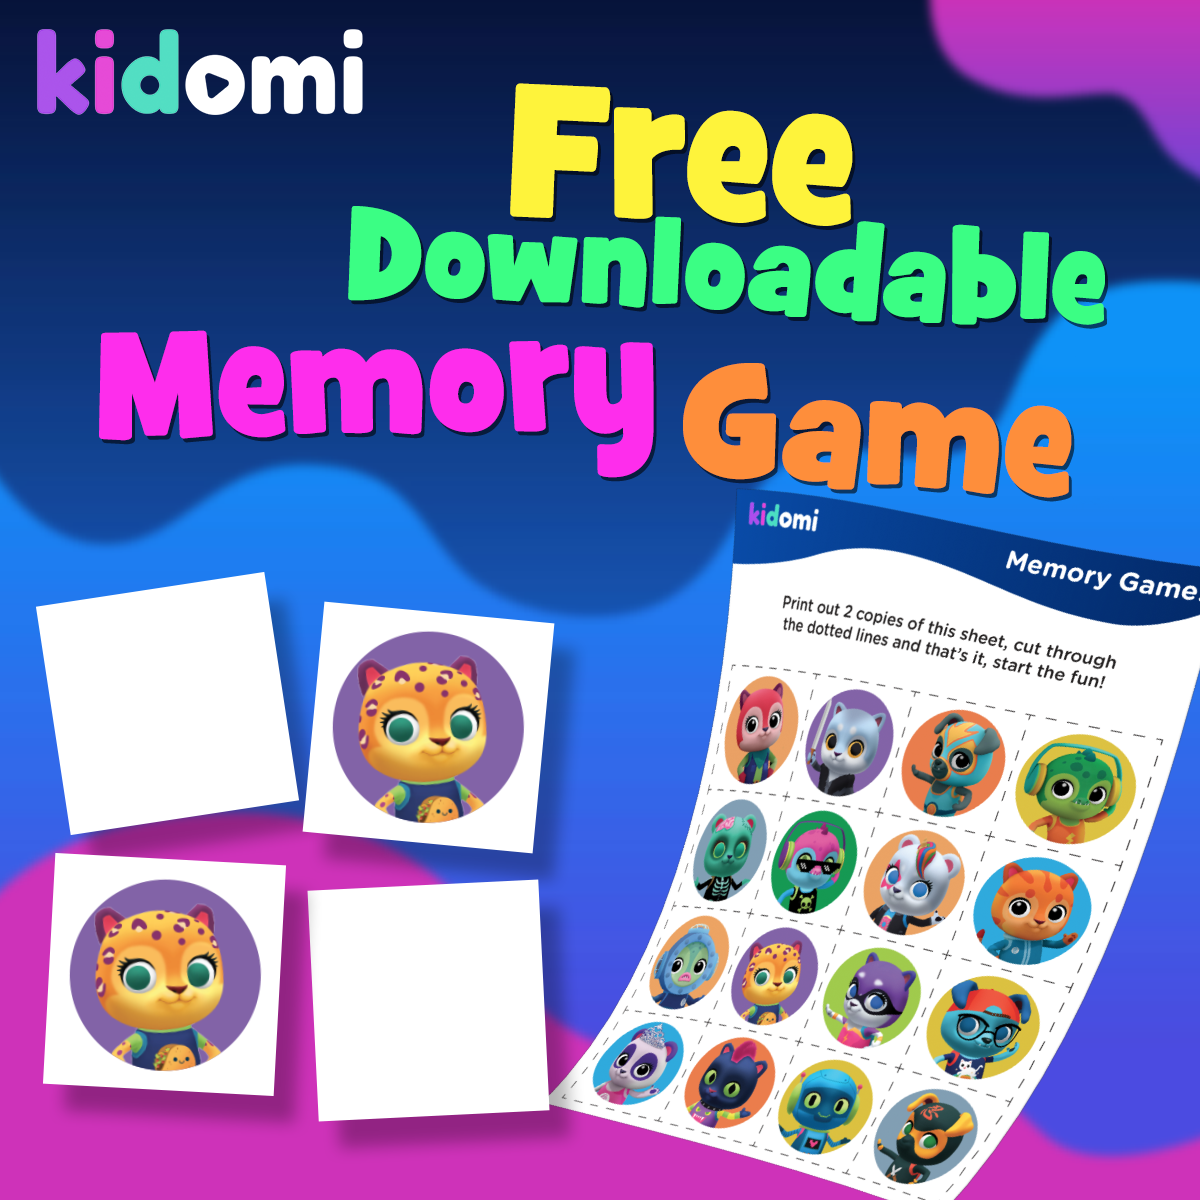 kidomi
Free
Downloadable
Memory Game
kidomi
Memory Game
Print out 2 copies of this sheet, cut through
the dotted lines and that's it, start the fun!